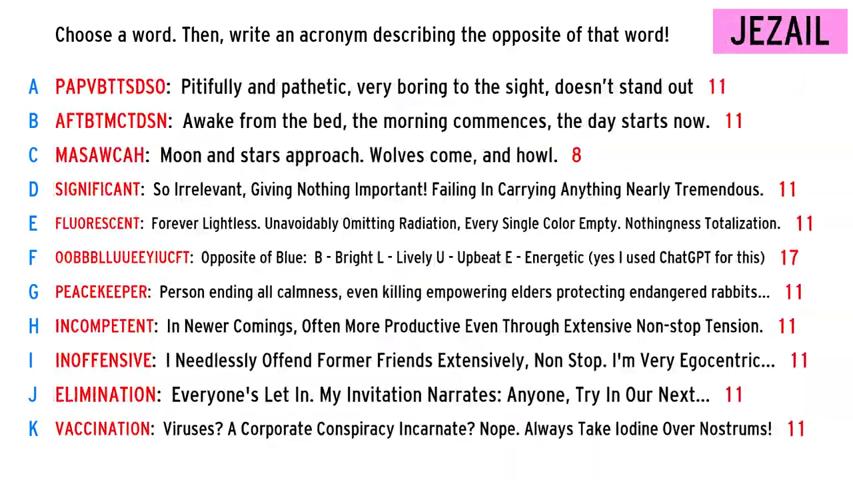 Choose a word. Then, write an acronym describing the opposite of that word!
JEZAIL
A PAPVBTTSDSO: Pitifully and pathetic, very boring to the sight, doesn't stand out 11
B AFTBTMCTDSN: Awake from the bed, the morning commences, the day starts now. 11
C MASAWCAH: Moon and stars approach. Wolves come, and howl. 8
D SIGNIFICANT: So Irrelevant, Giving Nothing Important! Failing In Carrying Anything Nearly Tremendous. 11
E FLUORESCENT: Forever Lightless. Unavoidably Omitting Radiation, Every Single Color Empty. Nothingness Totalization. 11
F OOBBBLLUUEEYIUCFT: Opposite of Blue: B - Bright L - Lively U - Upbeat E - Energetic (yes I used ChatGPT for this) 17
G PEACEKEEPER: Person ending all calmness, even killing empowering elders protecting endangered rabbits... 11
H INCOMPETENT: In Newer Comings, Often More Productive Even Through Extensive Non-stop Tension. 11
I INOFFENSIVE: I Needlessly Offend Former Friends Extensively, Non Stop. I'm Very Egocentric... 11
J ELIMINATION: Everyone's Let In. My Invitation Narrates: Anyone, Try In Our Next... 11
K VACCINATION: Viruses? A Corporate Conspiracy Incarnate? Nope. Always Take Iodine Over Nostrums! 11